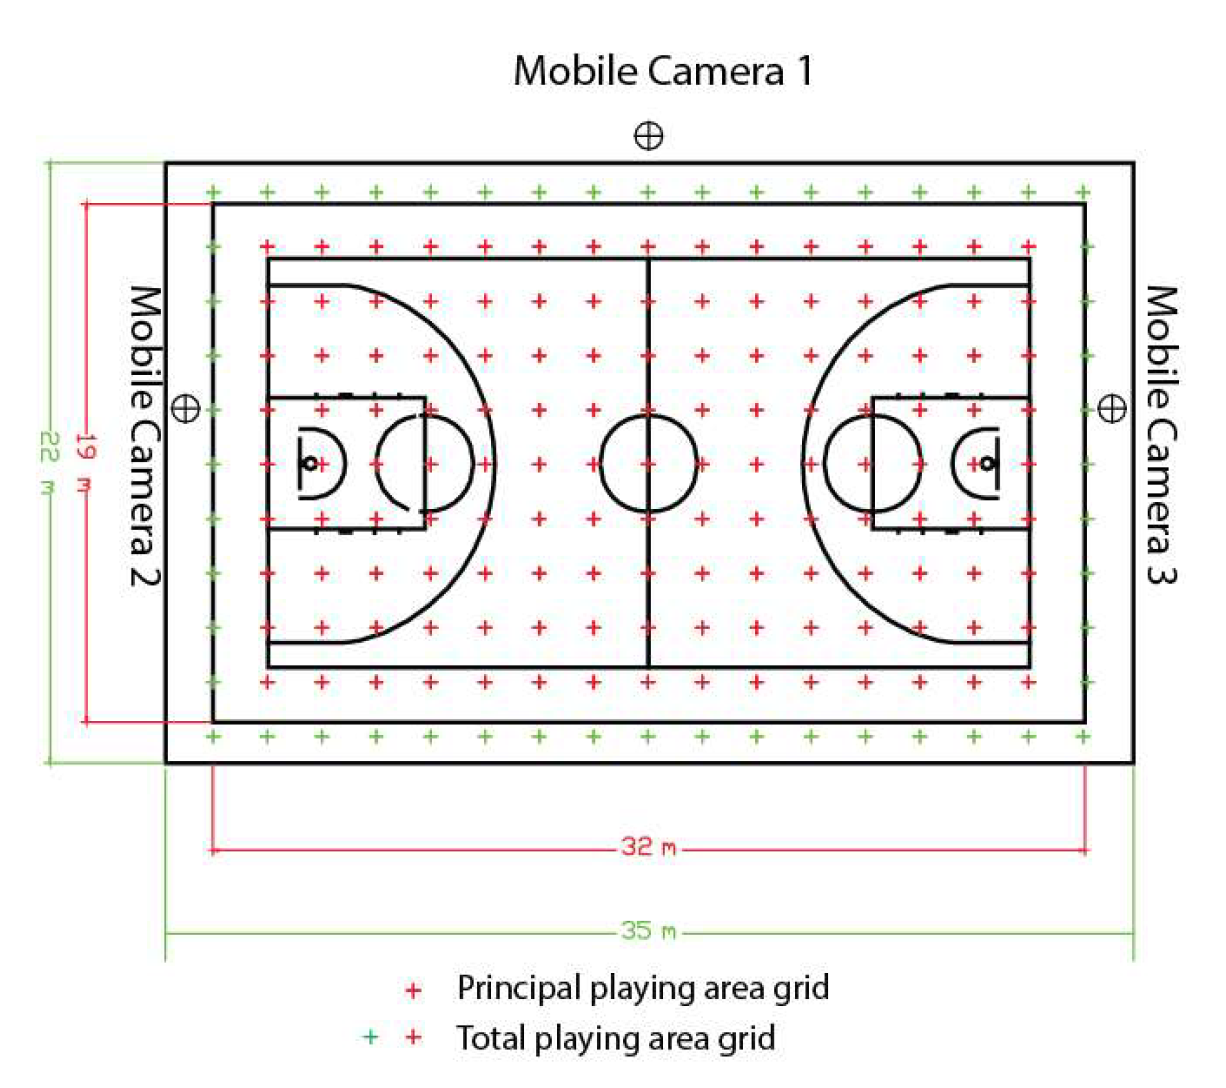 Mobile Camera 1
Mobile Camera 2
Mobile Camera 3
22 m
19 m
32 m
35 m
Principal playing area grid
Total playing area grid